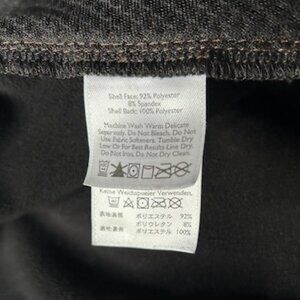 Shell Face: 92% Polyester
8% Spandex
Shell Back: 100% Polyester
Machine Wash Warm Delicate
Separately. Do Not Bleach. Do Not
Use Fabric Softeners. Tumble Dry
Low Or For Best Results Line Dry.
Do Not Iron. Do Not Dry Clean.
Keine Weichspüler Verwenden.
ポリエステル 92%
ポリウレタン 8%
ポリエステル 100%